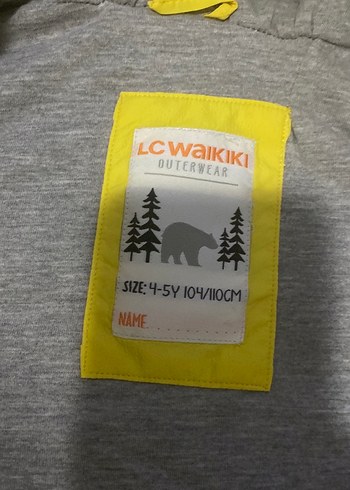 LC WAIKIKI
OUTERWEAR
SIZE: 4-5Y 104/110CM
NAME